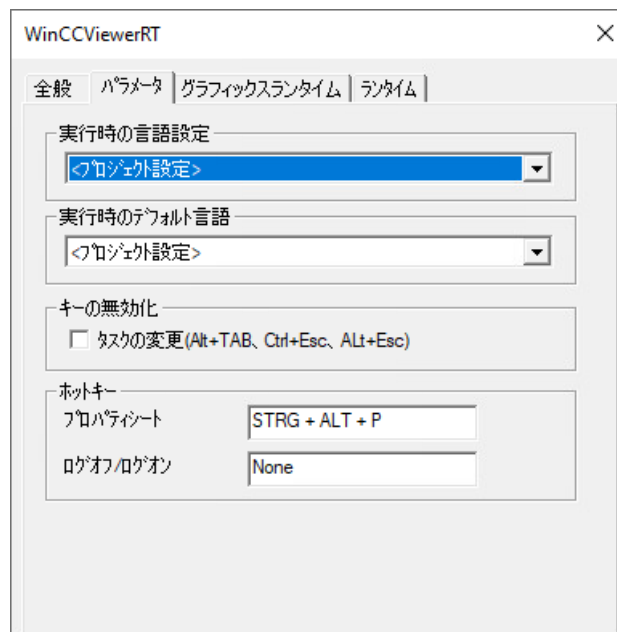 WinCCViewerRT
全般 パラメータ グラフィックスランタイム ランタイム
実行時の言語設定
<プロジェクト設定>
実行時のデフォルト言語
<プロジェクト設定>
キーの無効化
タスクの変更(Alt+TAB、Ctrl+Esc、ALt+Esc)
ホットキー
プロパティシート STRG + ALT + P
ログオフ/ログオン None